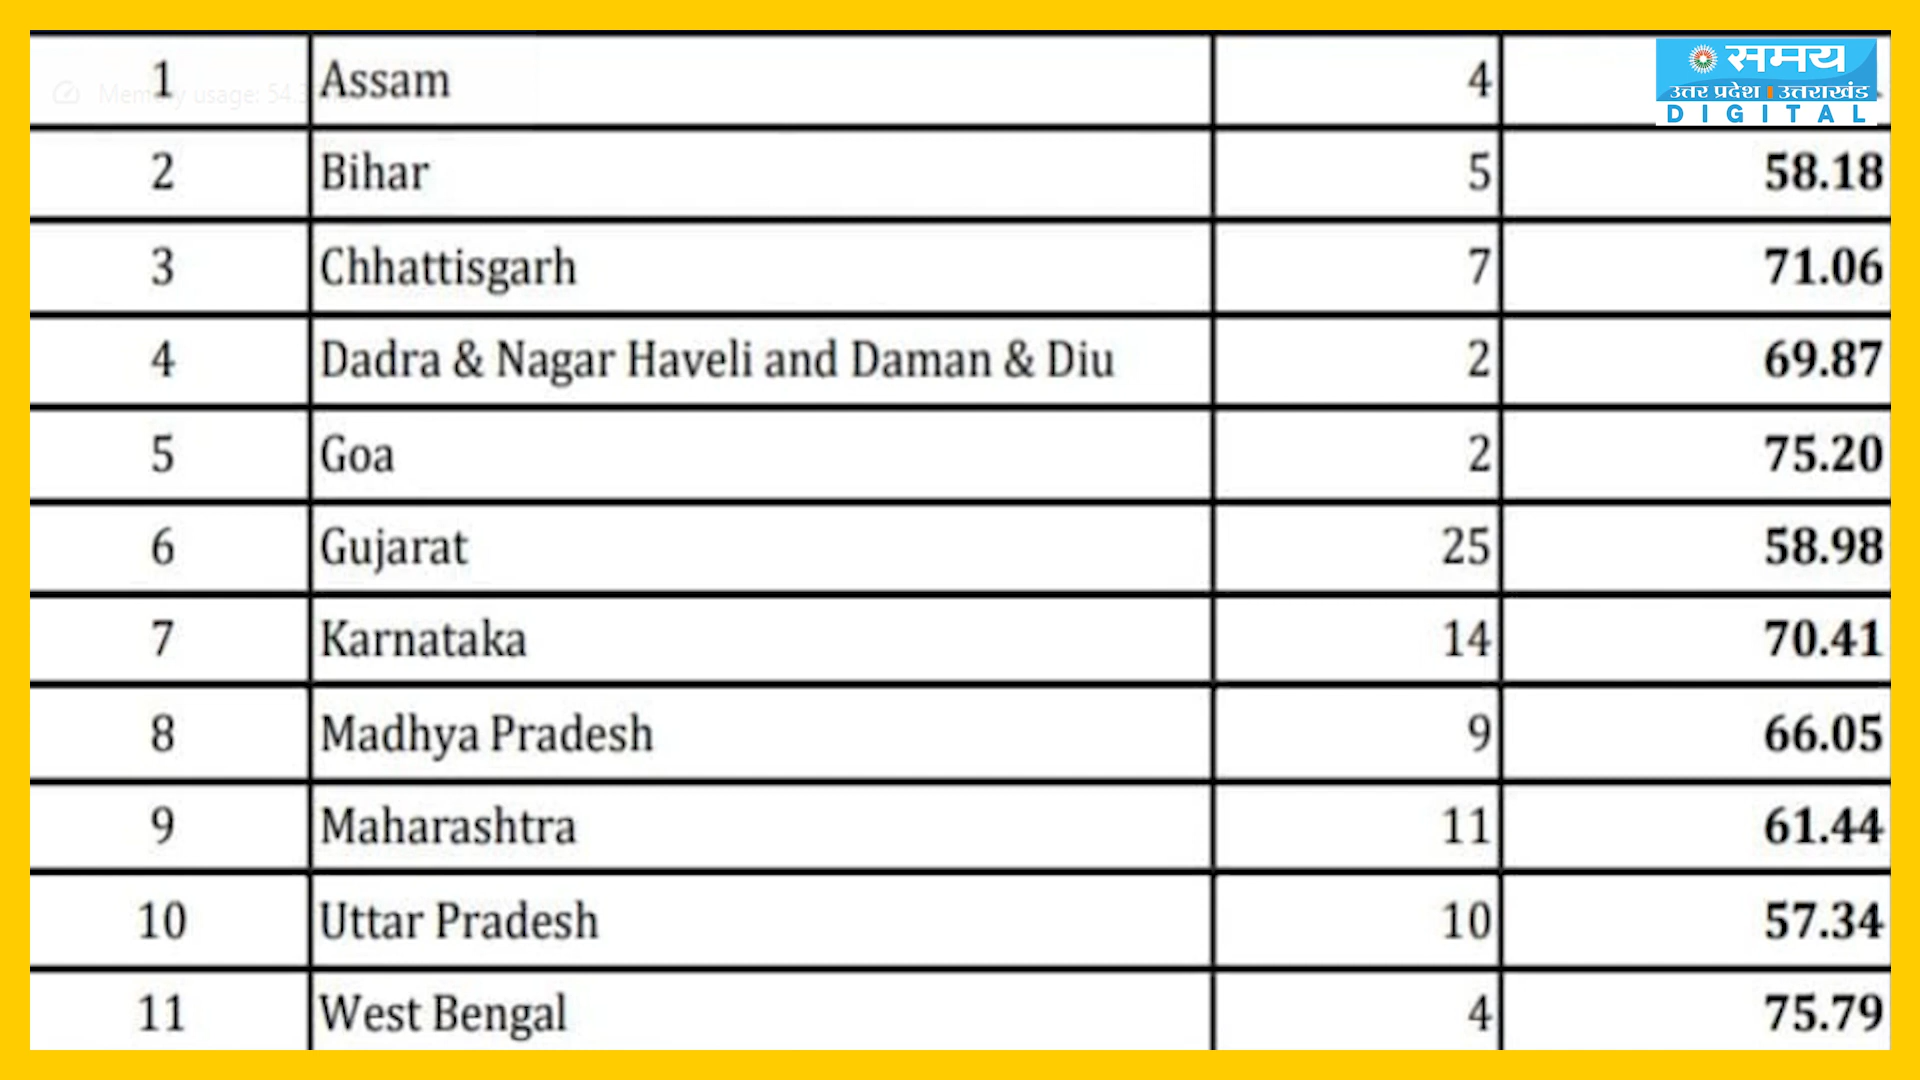 1 Assam 4
समय
उत्तर प्रदेश उत्तराखंड
DIGITAL
2 Bihar 5 58.18
3 Chhattisgarh 7 71.06
4 Dadra & Nagar Haveli and Daman & Diu 2 69.87
5 Goa 2 75.20
6 Gujarat 25 58.98
7 Karnataka 14 70.41
8 Madhya Pradesh 9 66.05
9 Maharashtra 11 61.44
10 Uttar Pradesh 10 57.34
11 West Bengal 4 75.79